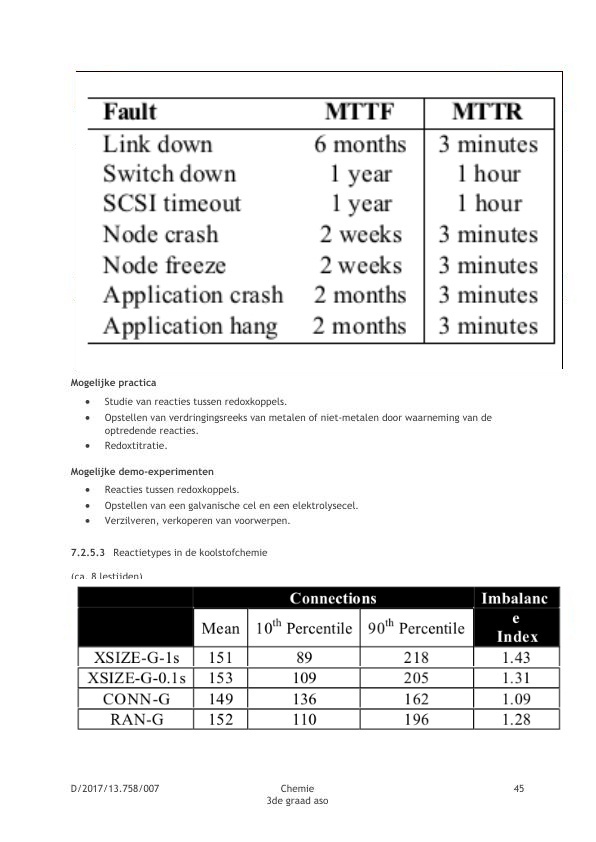 Fault MTTF MTTR
Link down 6 months 3 minutes
Switch down 1 year 1 hour
SCSI timeout 1 year 1 hour
Node crash 2 weeks 3 minutes
Node freeze 2 weeks 3 minutes
Application crash 2 months 3 minutes
Application hang 2 months 3 minutes
Mogelijke practica
• Studie van reacties tussen redoxkoppels.
• Opstellen van verdringingsreeks van metalen of niet-metalen door waarneming van de
optredende reacties.
• Redoxtitratie.
Mogelijke demo-experimenten
• Reacties tussen redoxkoppels.
• Opstellen van een galvanische cel en een elektrolysecel.
• Verzilveren, verkoperen van voorwerpen.
7.2.5.3 Reactietypes in de koolstofchemie
(ca. 8 lestijden)
Connections Imbalanc
e
Index
Mean 10th Percentile 90th Percentile
XSIZE-G-1s 151 89 218 1.43
XSIZE-G-0.1s 153 109 205 1.31
CONN-G 149 136 162 1.09
RAN-G 152 110 196 1.28
D/2017/13.758/007 Chemie 45
3de graad aso